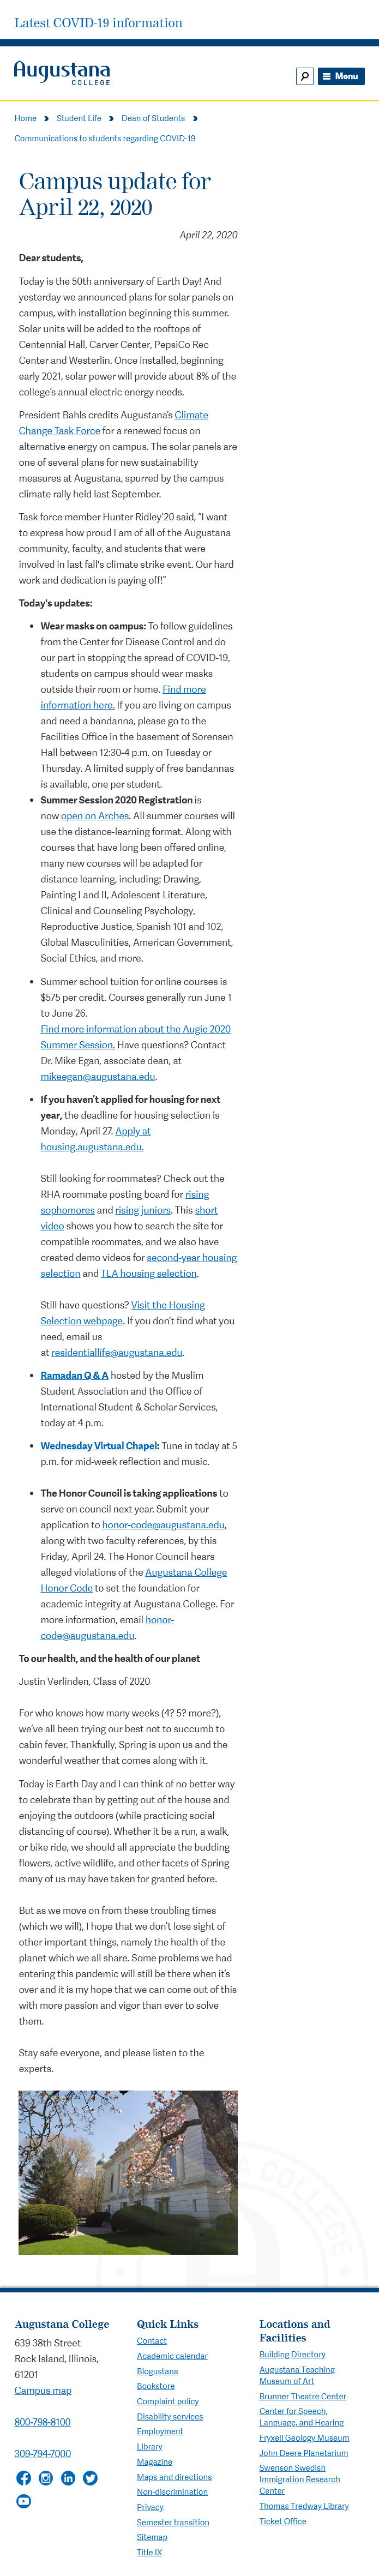 Latest COVID-19 information
Augustana
COLLEGE
Menu
Home
Student Life
Dean of Students
Communications to students regarding COVID-19
Campus update for
April 22, 2020
April 22, 2020
Dear students,
Today is the 50th anniversary of Earth Day! And
yesterday we announced plans for solar panels on
campus, with installation beginning this summer.
Solar units will be added to the rooftops of
Centennial Hall, Carver Center, PepsiCo Rec
Center and Westerlin. Once installed, beginning
early 2021, solar power will provide about 8% of the
college's annual electric energy needs.
President Bahls credits Augustana's Climate
Change Task Force for a renewed focus on
alternative energy on campus. The solar panels are
one of several plans for new sustainability
measures at Augustana, spurred by the campus
climate rally held last September.
Task force member Hunter Ridley'20 said, "I want
to express how proud I am of all of the Augustana
community, faculty, and students that were
involved in last fall's climate strike event. Our hard
work and dedication is paying off!"
Today's updates:
Wear masks on campus: To follow guidelines
from the Center for Disease Control and do
our part in stopping the spread of COVID-19,
students on campus should wear masks
outside their room or home. Find more
information here. If you are living on campus
and need a bandana, please go to the
Facilities Office in the basement of Sorensen
Hall between 12:30-4 p.m. on Tuesday or
Thursday. A limited supply of free bandannas
is available, one per student.
Summer Session 2020 Registration is
now open on Arches. All summer courses will
use the distance-learning format. Along with
courses that have long been offered online,
new courses will be added for summer
distance learning, including: Drawing,
Painting I and II, Adolescent Literature,
Clinical and Counseling Psychology,
Reproductive Justice, Spanish 101 and 102,
Global Masculinities, American Government,
Social Ethics, and more.
Summer school tuition for online courses is
$575 per credit. Courses generally run June 1
to June 26.
Find more information about the Augie 2020
Summer Session. Have questions? Contact
Dr. Mike Egan, associate dean, at
mikeegan@augustana.edu.
If you haven't applied for housing for next
year, the deadline for housing selection is
Monday, April 27. Apply at
housing.augustana.edu.
Still looking for roommates? Check out the
RHA roommate posting board for rising
sophomores and rising juniors. This short
video shows you how to search the site for
compatible roommates, and we also have
created demo videos for second-year housing
selection and TLA housing selection.
Still have questions? Visit the Housing
Selection webpage. If you don't find what you
need, email us
at residentiallife@augustana.edu.
Ramadan Q & A hosted by the Muslim
Student Association and the Office of
International Student & Scholar Services,
today at 4 p.m.
Wednesday Virtual Chapel: Tune in today at 5
p.m. for mid-week reflection and music.
The Honor Council is taking applications to
serve on council next year. Submit your
application to honor-code@augustana.edu,
along with two faculty references, by this
Friday, April 24. The Honor Council hears
alleged violations of the Augustana College
Honor Code to set the foundation for
academic integrity at Augustana College. For
more information, email honor-
code@augustana.edu.
To our health, and the health of our planet
Justin Verlinden, Class of 2020
For who knows how many weeks (4? 5? more?),
we've all been trying our best not to succumb to
cabin fever. Thankfully, Spring is upon us and the
wonderful weather that comes along with it.
Today is Earth Day and I can think of no better way
to celebrate than by getting out of the house and
enjoying the outdoors (while practicing social
distancing of course). Whether it be a run, a walk,
or bike ride, we should all appreciate the budding
flowers, active wildlife, and other facets of Spring
many of us may have taken for granted before.
But as we move on from these troubling times
(which we will), I hope that we don't lose sight of
other important things, namely the health of the
planet which we all share. Some problems we had
entering this pandemic will still be there when it's
over, and it is my hope that we can come out of this
with more passion and vigor than ever to solve
them.
Stay safe everyone, and please listen to the
experts.
Augustana College
639 38th Street
Rock Island, Illinois,
61201
Campus map
800-798-8100
309-794-7000
Quick Links
Contact
Academic calendar
Blogustana
Bookstore
Complaint policy
Disability services
Employment
Library
Magazine
Maps and directions
Non-discrimination
Privacy
Semester transition
Sitemap
Title IX
Locations and
Facilities
Building Directory
Augustana Teaching
Museum of Art
Brunner Theatre Center
Center for Speech,
Language, and Hearing
Fryxell Geology Museum
John Deere Planetarium
Swenson Swedish
Immigration Research
Center
Thomas Tredway Library
Ticket Office